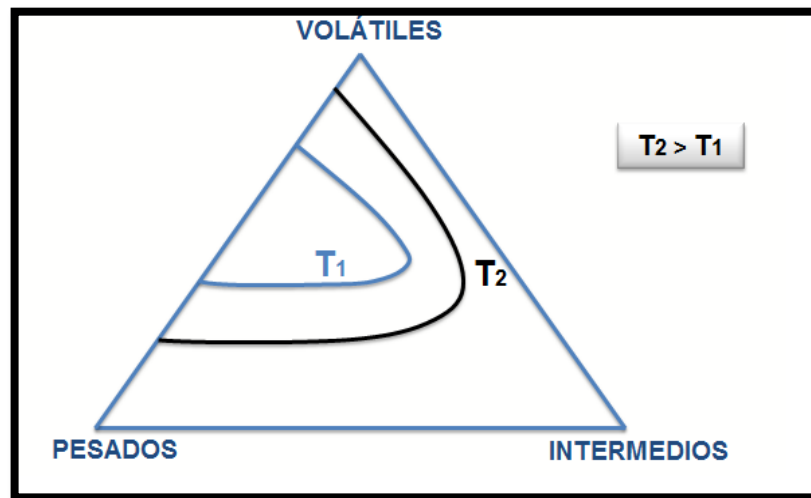 VOLÁTILES
T2 > T1
T1
T2
PESADOS
INTERMEDIOS